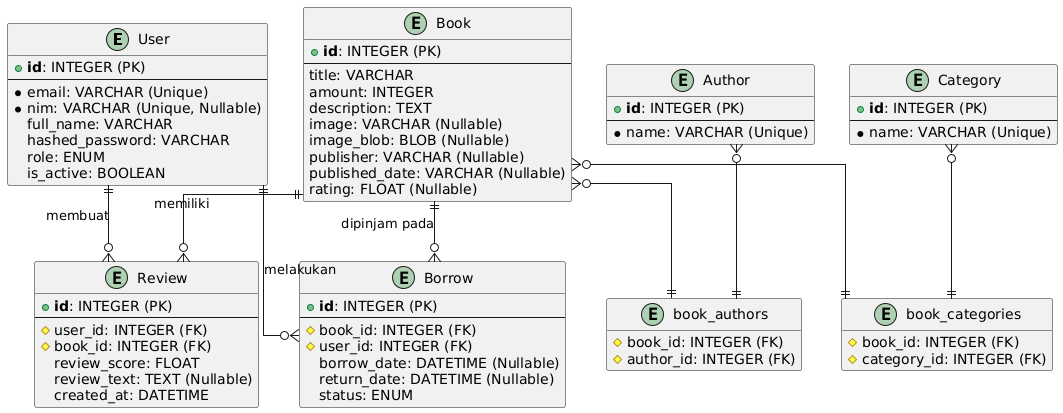 E User
id: INTEGER (PK)
email: VARCHAR (Unique)
nim: VARCHAR (Unique, Nullable)
full_name: VARCHAR
hashed_password: VARCHAR
role: ENUM
is_active: BOOLEAN
E Book
id: INTEGER (PK)
title: VARCHAR
amount: INTEGER
description: TEXT
image: VARCHAR (Nullable)
image_blob: BLOB (Nullable)
publisher: VARCHAR (Nullable)
published_date: VARCHAR (Nullable)
rating: FLOAT (Nullable)
E Author
id: INTEGER (PK)
name: VARCHAR (Unique)
E Category
id: INTEGER (PK)
name: VARCHAR (Unique)
membuat
memiliki
dipinjam pada
melakukan
E Review
id: INTEGER (PK)
user_id: INTEGER (FK)
book_id: INTEGER (FK)
review_score: FLOAT
review_text: TEXT (Nullable)
created_at: DATETIME
E Borrow
id: INTEGER (PK)
book_id: INTEGER (FK)
user_id: INTEGER (FK)
borrow_date: DATETIME (Nullable)
return_date: DATETIME (Nullable)
status: ENUM
E book_authors
book_id: INTEGER (FK)
author_id: INTEGER (FK)
E book_categories
book_id: INTEGER (FK)
category_id: INTEGER (FK)